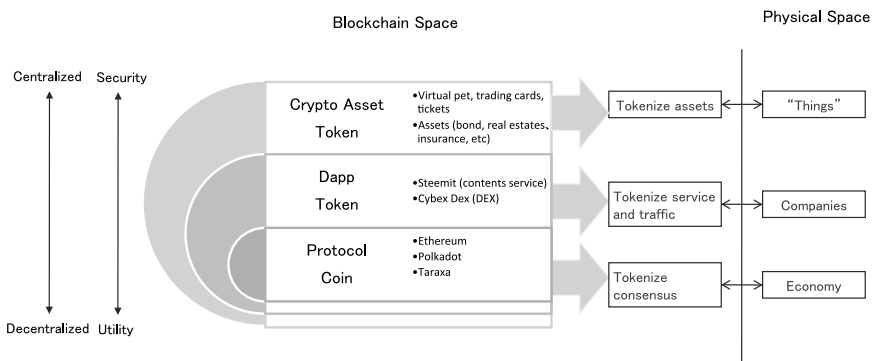 Blockchain Space
Physical Space
Centralized
Security
Decentralized
Utility
Crypto Asset
Token
•Virtual pet, trading cards,
tickets
•Assets (bond, real estates、
insurance, etc)
Tokenize assets
“Things”
Dapp
Token
•Steemit (contents service)
•Cybex Dex (DEX)
Tokenize service
and traffic
Companies
Protocol
Coin
•Ethereum
•Polkadot
•Taraxa
Tokenize
consensus
Economy